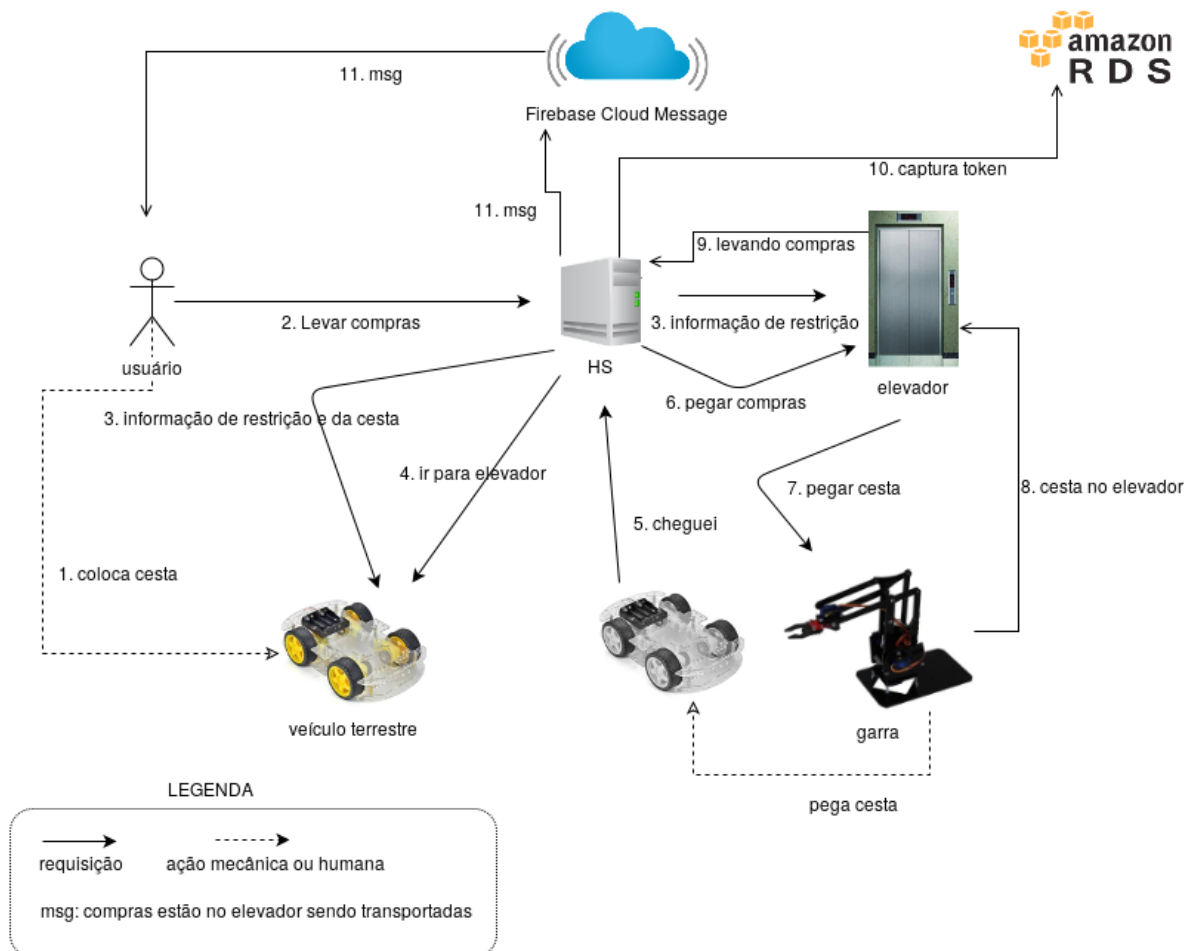 11. msg
Firebase Cloud Message
amazon
RDS
10. captura token
11. msg
9. levando compras
2. Levar compras
3. informação de restrição
usuário
HS
elevador
6. pegar compras
3. informação de restrição e da cesta
4. ir para elevador
7. pegar cesta
8. cesta no elevador
5. cheguei
1. coloca cesta
veículo terrestre
garra
pega cesta
LEGENDA
requisição
ação mecânica ou humana
msg: compras estão no elevador sendo transportadas